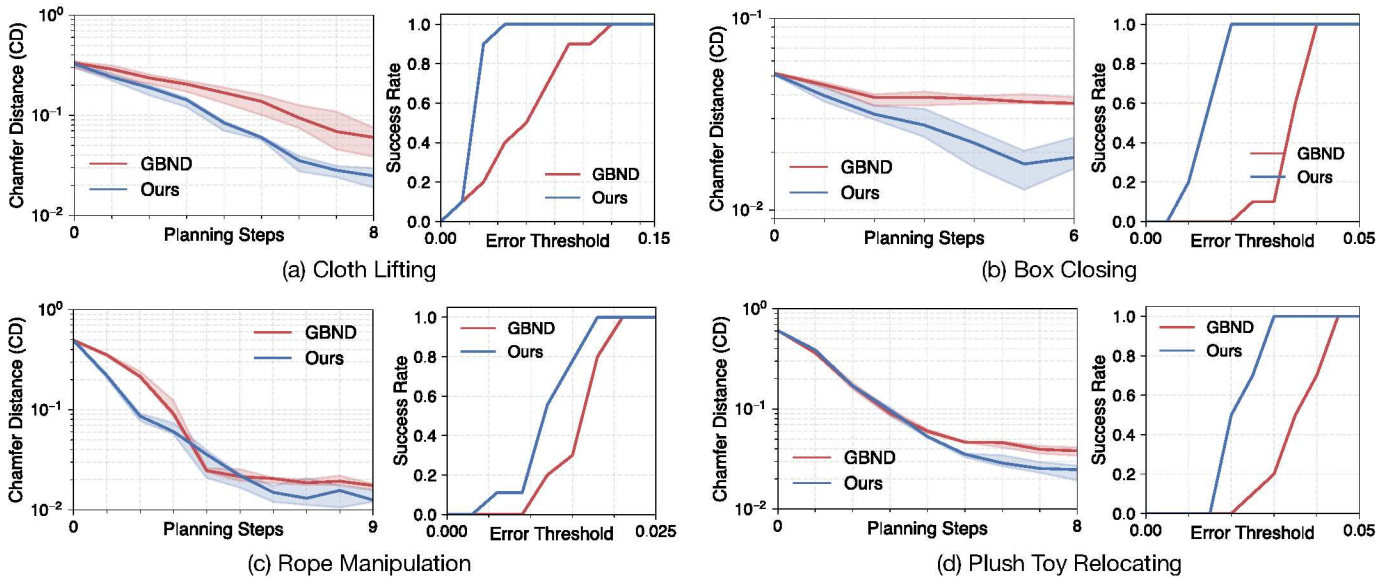 Chamfer Distance (CD)
10⁰
10⁻¹
10⁻²
GBND
Ours
0
Planning Steps
8
Success Rate
1.0
0.8
0.6
0.4
0.2
0.0
GBND
Ours
0.00
Error Threshold
0.15
(a) Cloth Lifting
Chamfer Distance (CD)
10⁻¹
10⁻²
GBND
Ours
0
Planning Steps
6
Success Rate
1.0
0.8
0.6
0.4
0.2
0.0
GBND
Ours
0.00
Error Threshold
0.05
(b) Box Closing
Chamfer Distance (CD)
10⁰
10⁻¹
10⁻²
GBND
Ours
0
Planning Steps
9
Success Rate
1.0
0.8
0.6
0.4
0.2
0.0
GBND
Ours
0.000
Error Threshold
0.025
(c) Rope Manipulation
Chamfer Distance (CD)
10⁰
10⁻¹
10⁻²
GBND
Ours
0
Planning Steps
8
Success Rate
1.0
0.8
0.6
0.4
0.2
0.0
GBND
Ours
0.00
Error Threshold
0.05
(d) Plush Toy Relocating